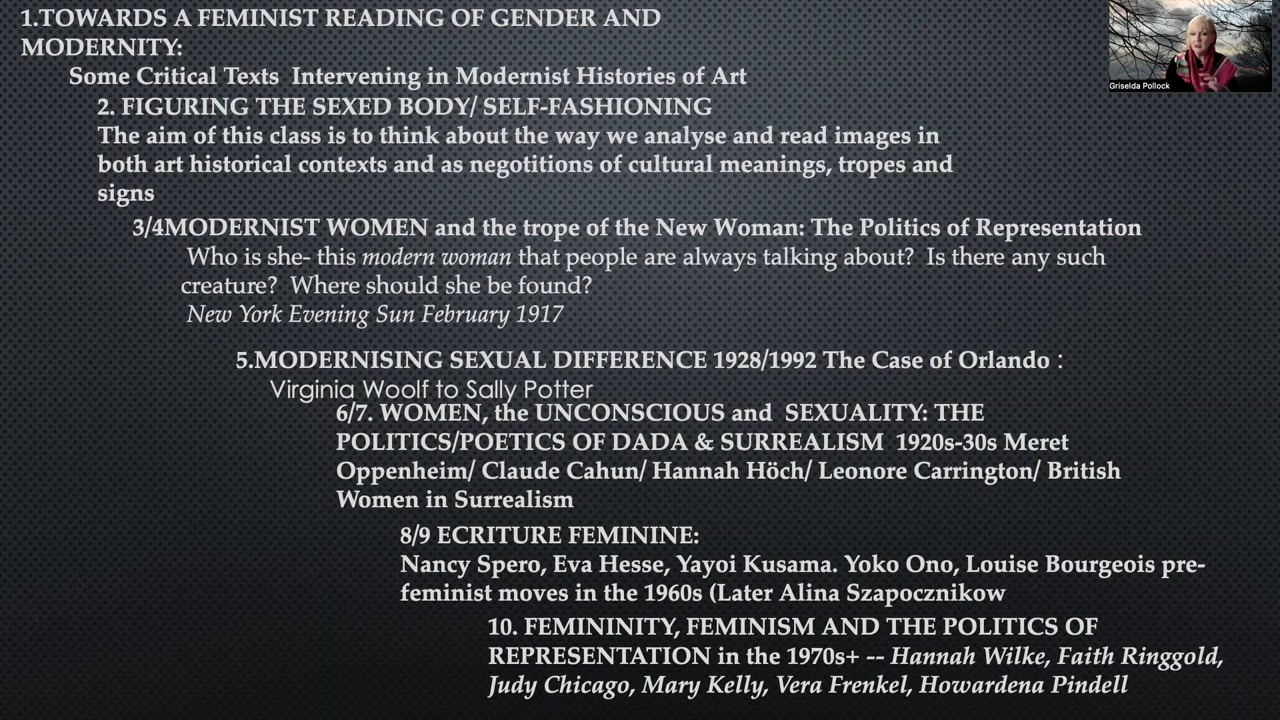 1.TOWARDS A FEMINIST READING OF GENDER AND
MODERNITY:
Some Critical Texts Intervening in Modernist Histories of Art
2. FIGURING THE SEXED BODY/ SELF-FASHIONING
The aim of this class is to think about the way we analyse and read images in
both art historical contexts and as negotitions of cultural meanings, tropes and
signs
3/4MODERNIST WOMEN and the trope of the New Woman: The Politics of Representation
Who is she- this modern woman that people are always talking about? Is there any such
creature? Where should she be found?
New York Evening Sun February 1917
5.MODERNISING SEXUAL DIFFERENCE 1928/1992 The Case of Orlando :
Virginia Woolf to Sally Potter
6/7. WOMEN, the UNCONSCIOUS and SEXUALITY: THE
POLITICS/POETICS OF DADA & SURREALISM 1920s-30s Meret
Oppenheim/ Claude Cahun/ Hannah Höch/ Leonore Carrington/ British
Women in Surrealism
8/9 ECRITURE FEMININE:
Nancy Spero, Eva Hesse, Yayoi Kusama. Yoko Ono, Louise Bourgeois pre-
feminist moves in the 1960s (Later Alina Szapocznikow
10. FEMININITY, FEMINISM AND THE POLITICS OF
REPRESENTATION in the 1970s+ -- Hannah Wilke, Faith Ringgold,
Judy Chicago, Mary Kelly, Vera Frenkel, Howardena Pindell
Griselda Pollock